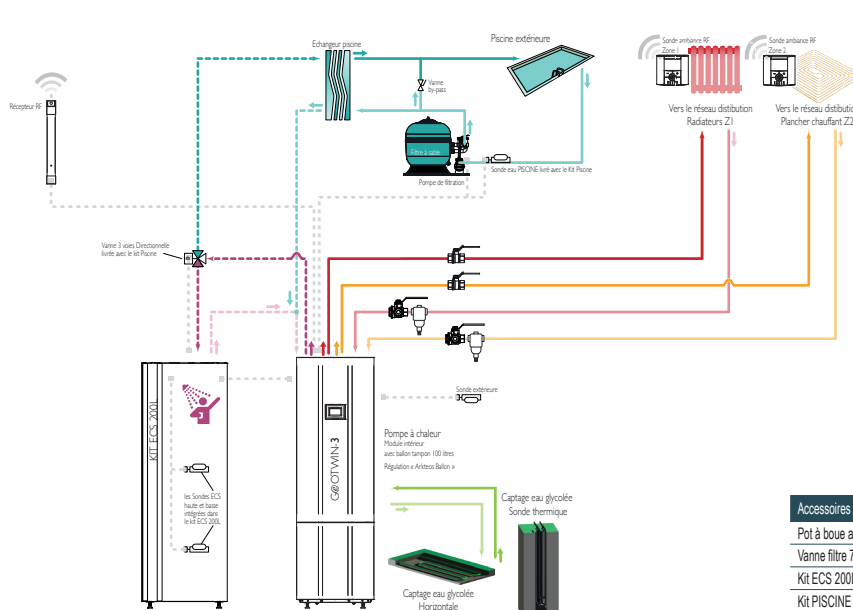 Echangeur piscine
Piscine extérieure
Sonde ambiance RF
Zone 1
Sonde ambiance RF
Zone 2
Récepteur RF
Vanne
by-pass
Vers le réseau distibution
Radiateurs Z1
Vers le réseau distibution
Plancher chauffant Z2
Filtre à sable
Sonde eau PISCINE livré avec le Kit Piscine
Pompe de filtration
Vanne 3 voies Directionnelle
livrée avec le kit Piscine
Sonde extérieure
KIT ECS 200L
G@OTWIN-3
Pompe à chaleur
Module intérieur
avec ballon tampon 100 litres
Régulation « Arkteos Ballon »
les Sondes ECS
haute et basse
intégrées dans
le kit ECS 200L
Captage eau glycolée
Sonde thermique
Captage eau glycolée
Horizontale
Accessoires
Pot à boue a
Vanne filtre 7
Kit ECS 200
Kit PISCINE